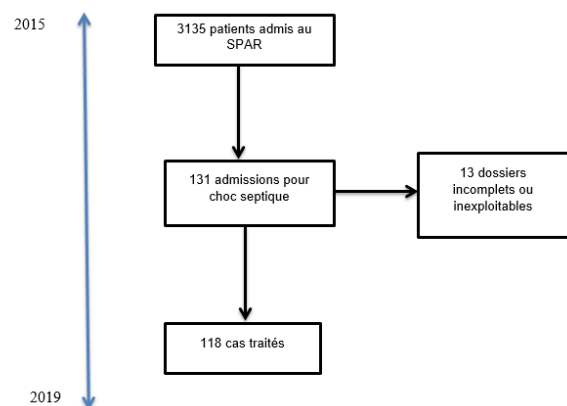 2015
3135 patients admis au
SPAR
131 admissions pour
choc septique
13 dossiers
incomplets ou
inexploitables
118 cas traités
2019